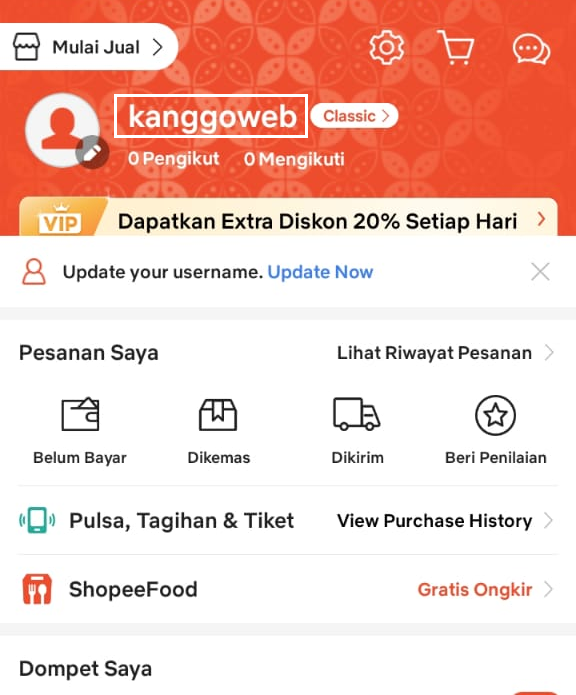 Mulai Jual
kanggoweb
Classic
0 Pengikut 0 Mengikuti
VIP
Dapatkan Extra Diskon 20% Setiap Hari
Update your username. Update Now
Pesanan Saya
Lihat Riwayat Pesanan
Belum Bayar
Dikemas
Dikirim
Beri Penilaian
Pulsa, Tagihan & Tiket
View Purchase History
ShopeeFood
Gratis Ongkir
Dompet Saya